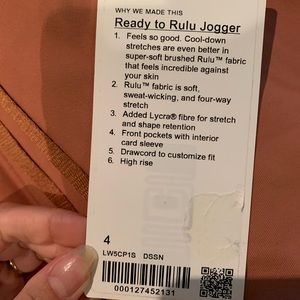 WHY WE MADE THIS
Ready to Rulu Jogger
1. Feels so good. Cool-down
stretches are even better in
super-soft brushed Rulu™ fabric
that feels incredible against
your skin
2. Rulu™ fabric is soft,
sweat-wicking, and four-way
stretch
3. Added Lycra® fibre for stretch
and shape retention
4. Front pockets with interior
card sleeve
5. Drawcord to customize fit
6. High rise
4
LW5CP1S DSSN
000127452131